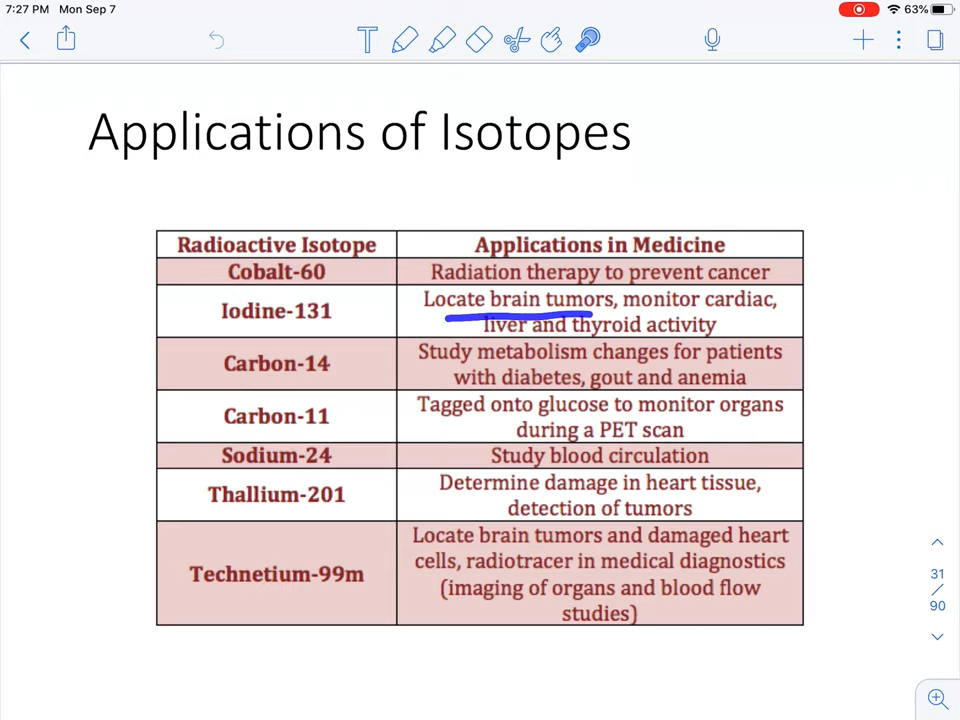 7:27 PM Mon Sep 7
63%
T
Applications of Isotopes
Radioactive Isotope
Applications in Medicine
Cobalt-60
Radiation therapy to prevent cancer
Iodine-131
Locate brain tumors, monitor cardiac,
liver and thyroid activity
Carbon-14
Study metabolism changes for patients
with diabetes, gout and anemia
Carbon-11
Tagged onto glucose to monitor organs
during a PET scan
Sodium-24
Study blood circulation
Thallium-201
Determine damage in heart tissue,
detection of tumors
Technetium-99m
Locate brain tumors and damaged heart
cells, radiotracer in medical diagnostics
(imaging of organs and blood flow
studies)
31
/
90